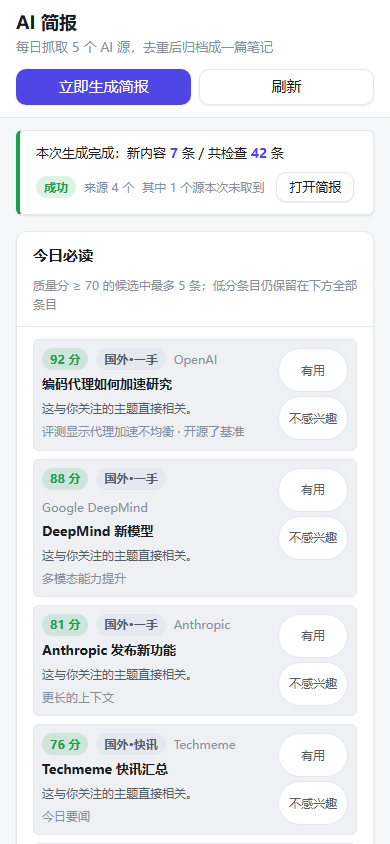 AI 简报
每日抓取 5 个 AI 源，去重后归档成一篇笔记
立即生成简报
刷新
本次生成完成：新内容 7 条 / 共检查 42 条
成功 来源 4 个 其中 1 个源本次未取到 打开简报
今日必读
质量分 ≥ 70 的候选中最多 5 条；低分条目仍保留在下方全部
条目
92 分 国外·一手 OpenAI
有用
编码代理如何加速研究
这与你关注的主题直接相关。
不感兴趣
评测显示代理加速不均衡 · 开源了基准
88 分 国外·一手
有用
Google DeepMind
DeepMind 新模型
不感兴趣
这与你关注的主题直接相关。
多模态能力提升
81 分 国外·一手 Anthropic
有用
Anthropic 发布新功能
这与你关注的主题直接相关。
不感兴趣
更长的上下文
76 分 国外·快讯 Techmeme
有用
Techmeme 快讯汇总
这与你关注的主题直接相关。
不感兴趣
今日要闻